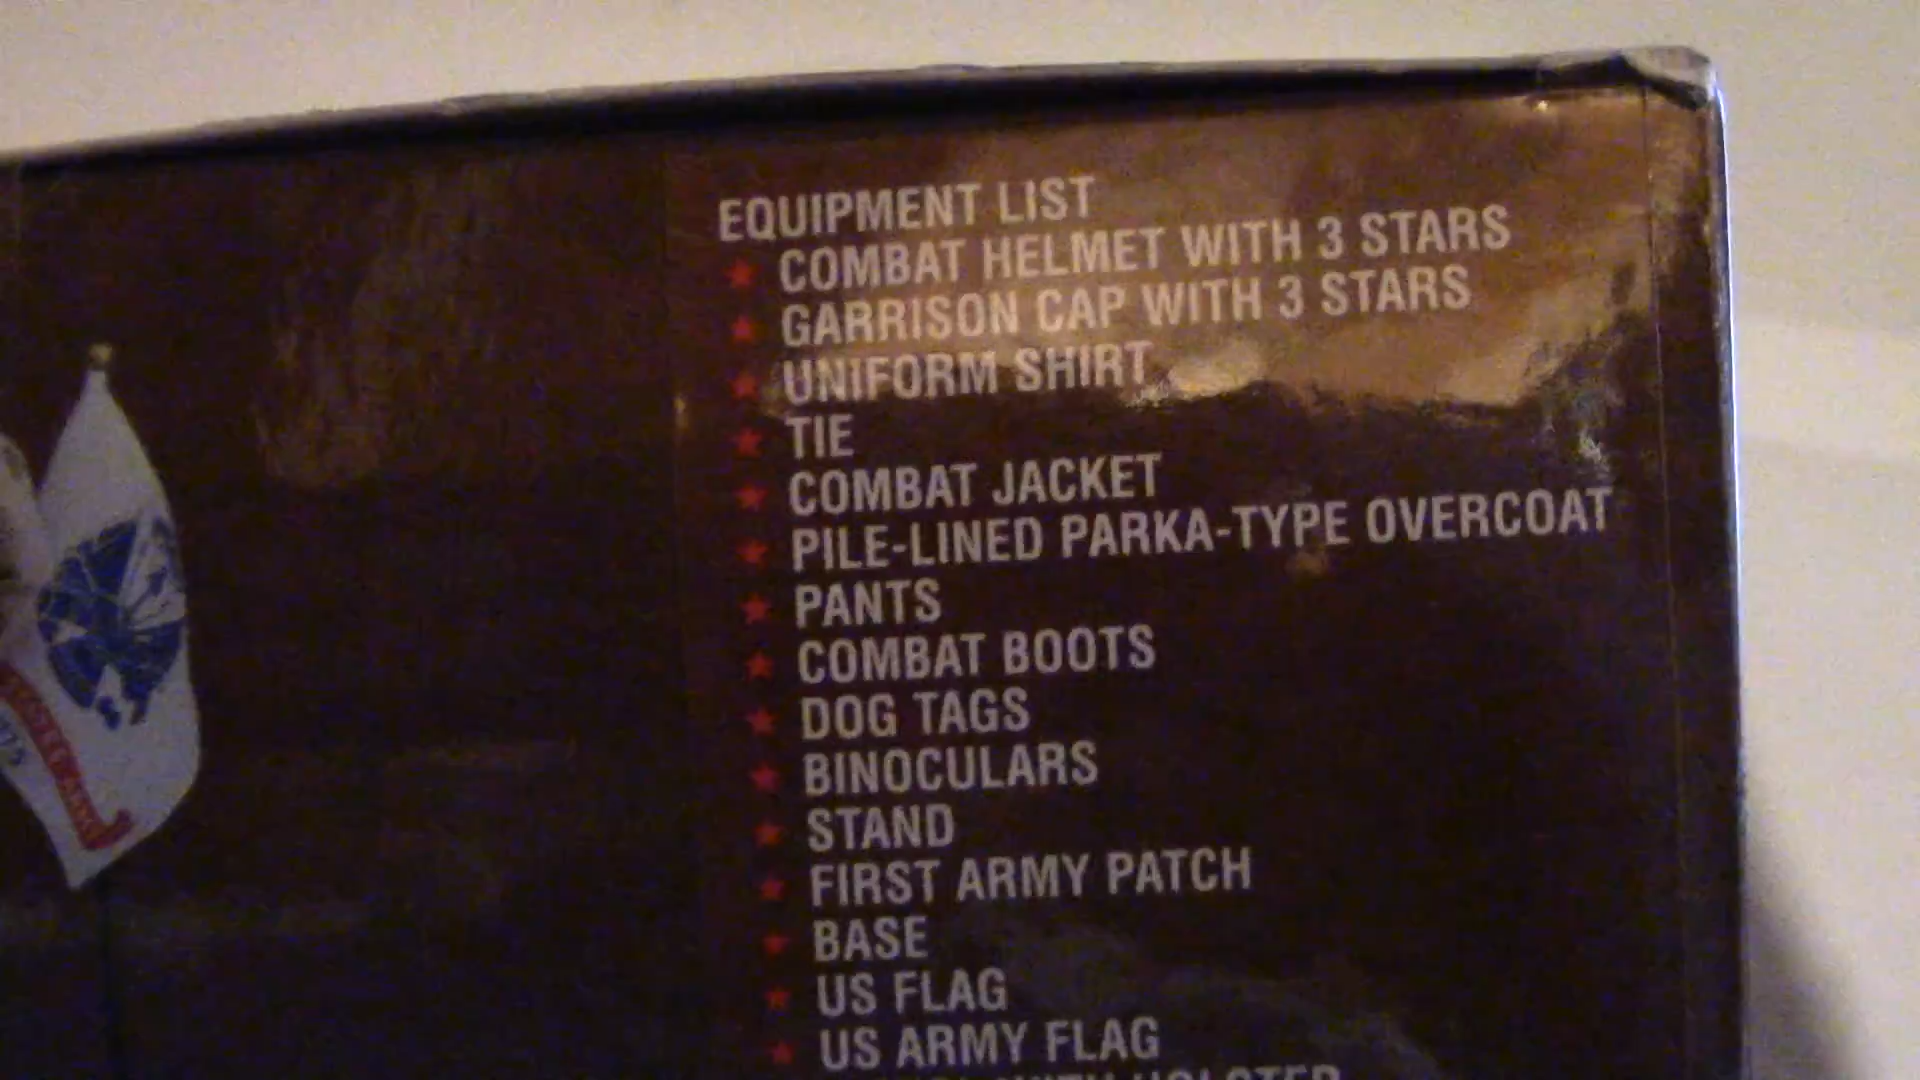 EQUIPMENT LIST
COMBAT HELMET WITH 3 STARS
GARRISON CAP WITH 3 STARS
UNIFORM SHIRT
TIE
COMBAT JACKET
PILE-LINED PARKA-TYPE OVERCOAT
PANTS
COMBAT BOOTS
DOG TAGS
BINOCULARS
STAND
FIRST ARMY PATCH
BASE
US FLAG
US ARMY FLAG
WITH HOLSTER